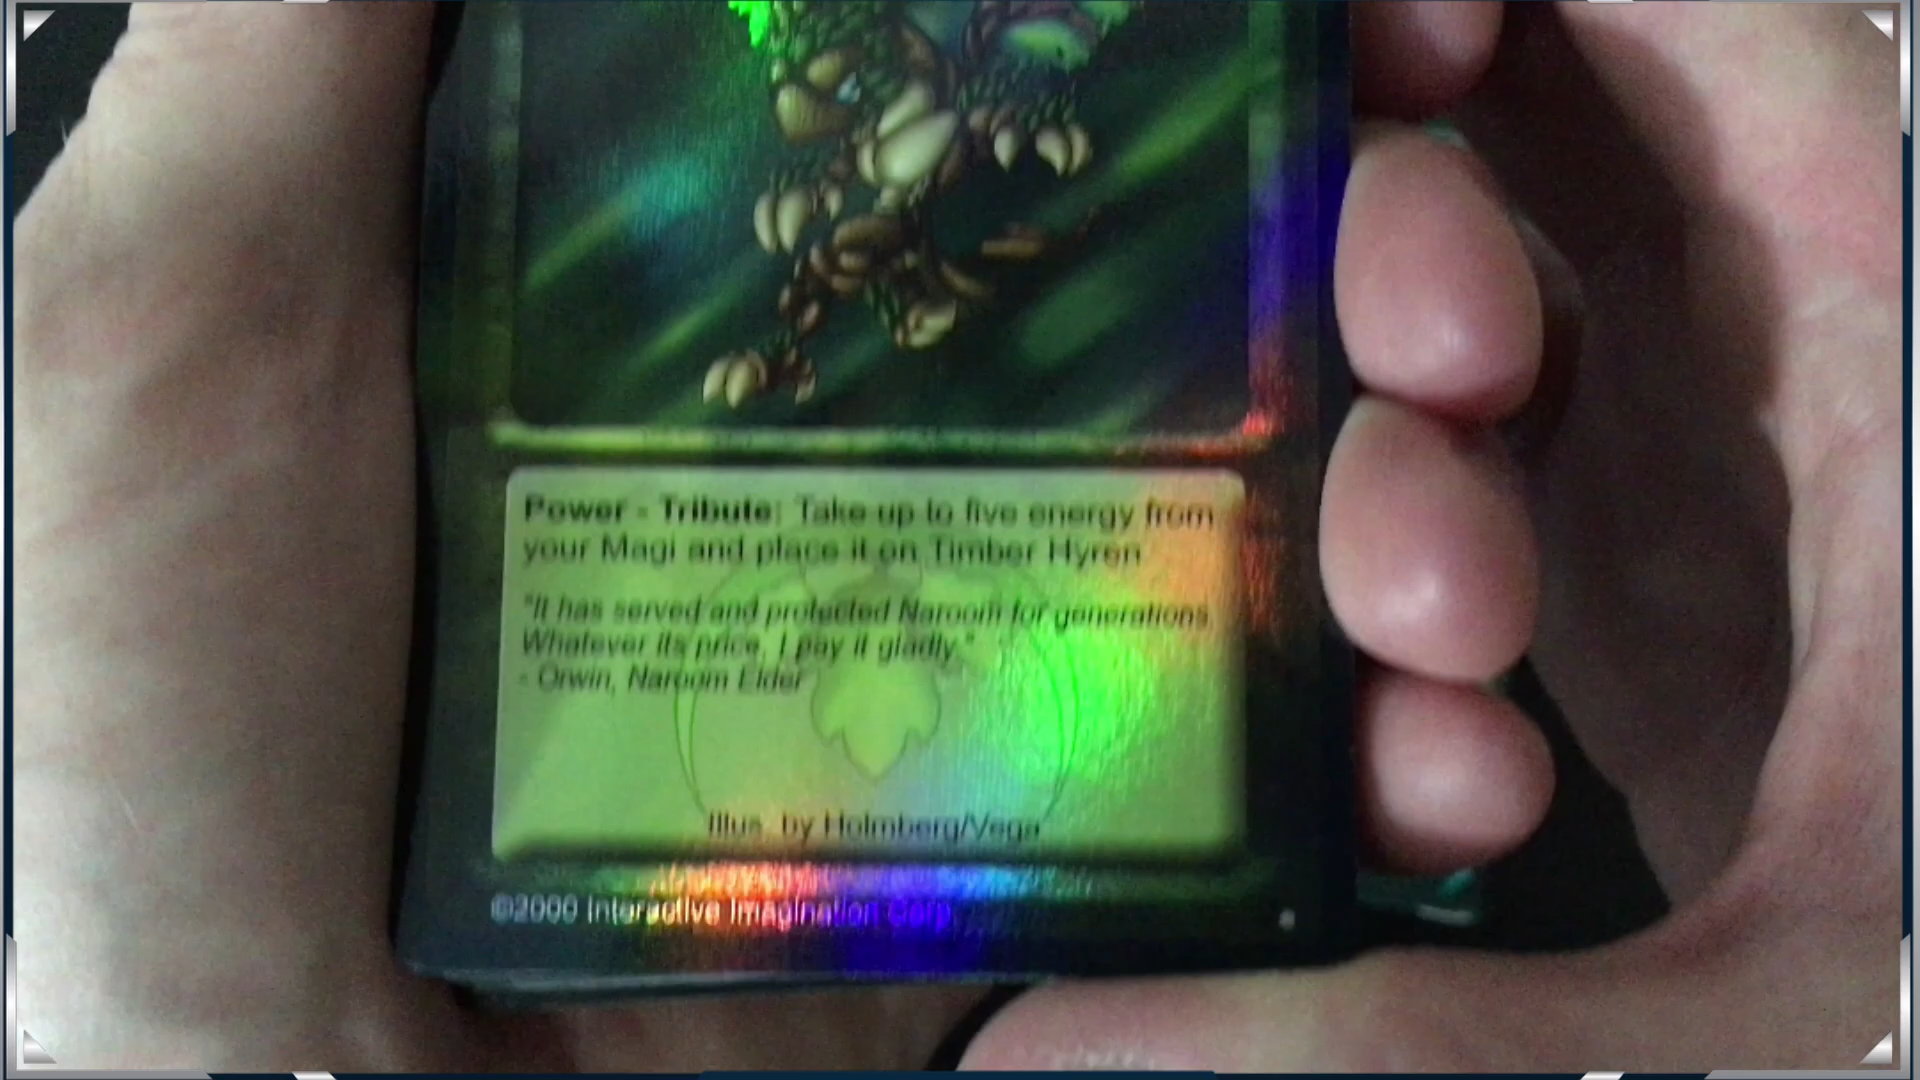 Power - Tribute: Take up to five energy from
your Magi and place it on Timber Hyren
"It has served and protected Naroom for generations
Whatever its price, I pay it gladly."
- Orwin, Naroom Elder
Illus. by Holmberg/Vega
©2000 Interactive Imagination Corp.